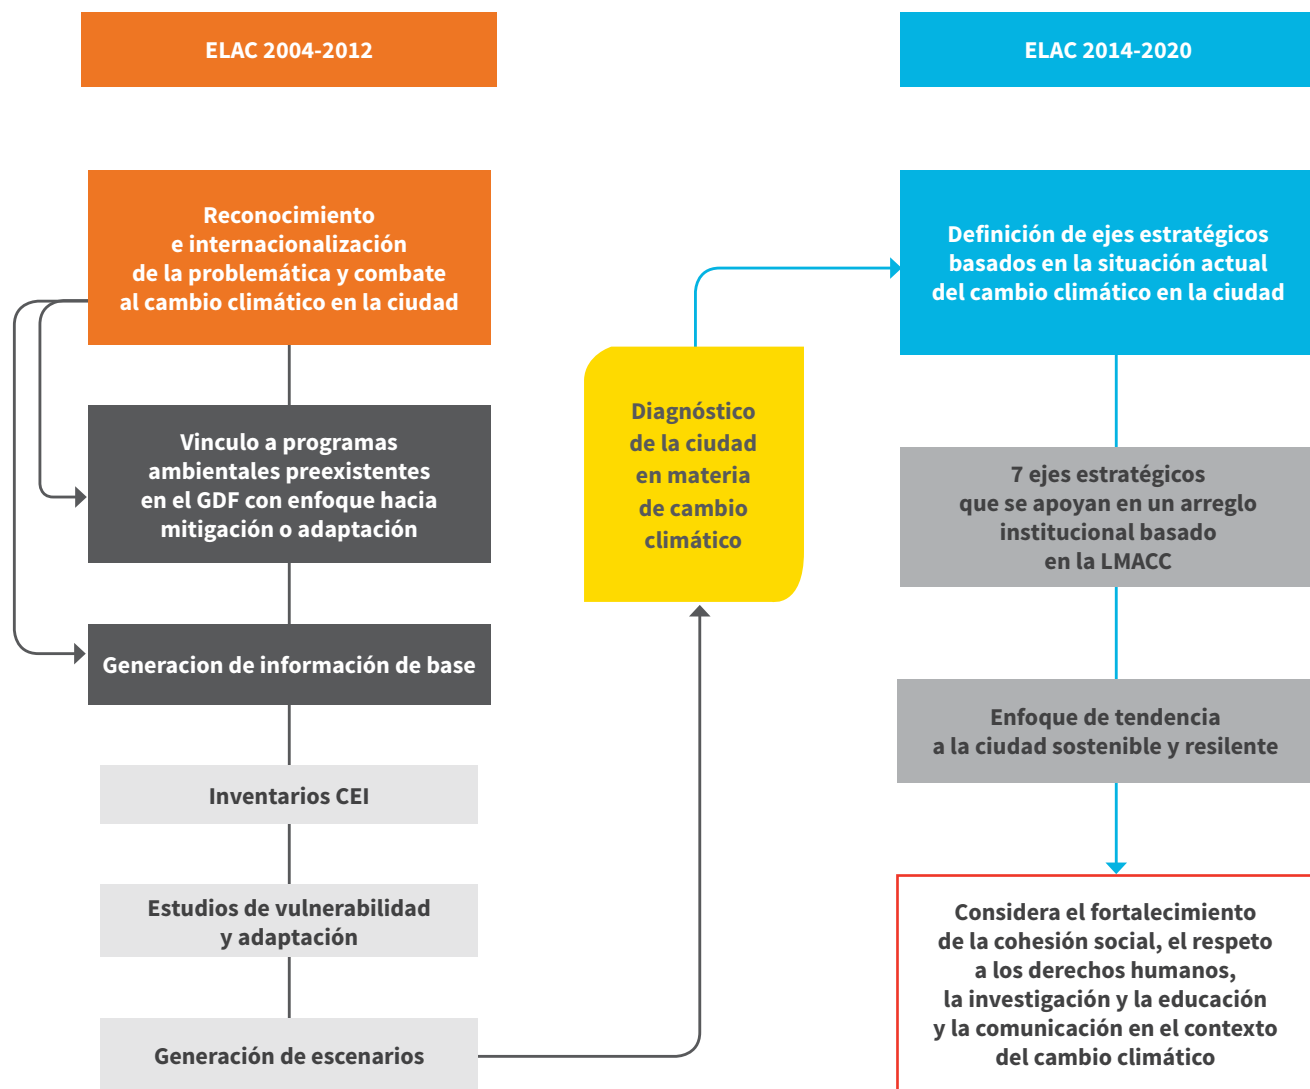 ELAC 2004-2012
Reconocimiento
e internacionalización
de la problemática y combate
al cambio climático en la ciudad
Vinculo a programas
ambientales preexistentes
en el GDF con enfoque hacia
mitigación o adaptación
Generacion de información de base
Inventarios CEI
Estudios de vulnerabilidad
y adaptación
Generación de escenarios
Diagnóstico
de la ciudad
en materia
de cambio
climático
ELAC 2014-2020
Definición de ejes estratégicos
basados en la situación actual
del cambio climático en la ciudad
7 ejes estratégicos
que se apoyan en un arreglo
institucional basado
en la LMACC
Enfoque de tendencia
a la ciudad sostenible y resilente
Considera el fortalecimiento
de la cohesión social, el respeto
a los derechos humanos,
la investigación y la educación
y la comunicación en el contexto
del cambio climático